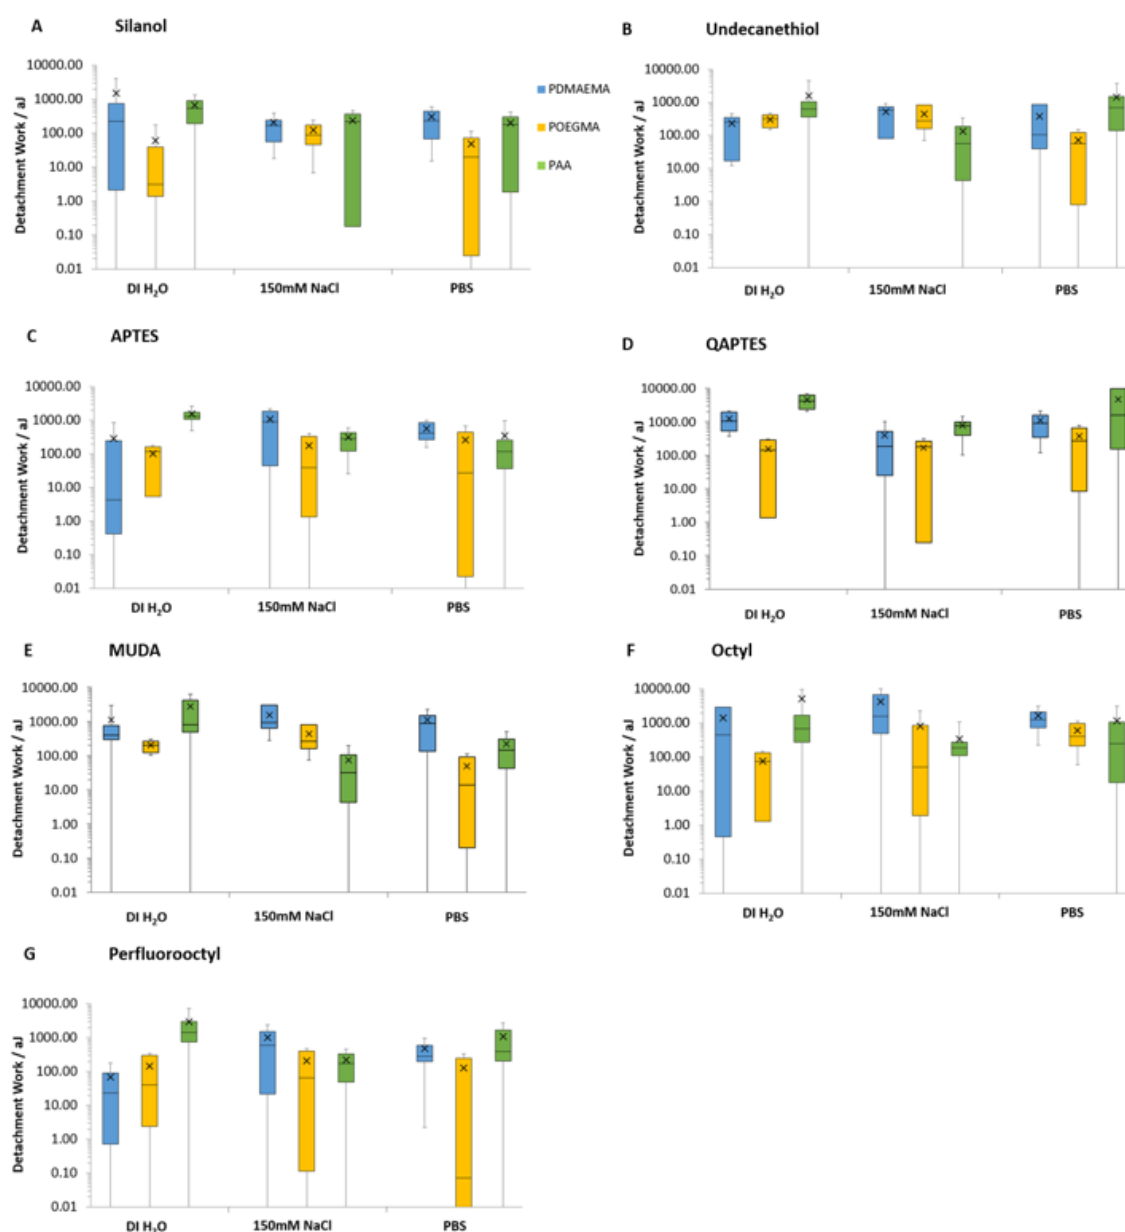 A Silanol
Detachment Work / aJ
10000.00
1000.00
100.00
10.00
1.00
0.10
0.01
DI H₂O 150mM NaCl PBS
PDMAEMA
POEGMA
PAA
B Undecanethiol
Detachment Work / aJ
10000.00
1000.00
100.00
10.00
1.00
0.10
0.01
DI H₂O 150mM NaCl PBS
C APTES
Detachment Work / aJ
10000.00
1000.00
100.00
10.00
1.00
0.10
0.01
DI H₂O 150mM NaCl PBS
D QAPTES
Detachment Work / aJ
10000.00
1000.00
100.00
10.00
1.00
0.10
0.01
DI H₂O 150mM NaCl PBS
E MUDA
Detachment Work / aJ
10000.00
1000.00
100.00
10.00
1.00
0.10
0.01
DI H₂O 150mM NaCl PBS
F Octyl
Detachment Work / aJ
10000.00
1000.00
100.00
10.00
1.00
0.10
0.01
DI H₂O 150mM NaCl PBS
G Perfluorooctyl
Detachment Work / aJ
10000.00
1000.00
100.00
10.00
1.00
0.10
0.01
DI H₂O 150mM NaCl PBS